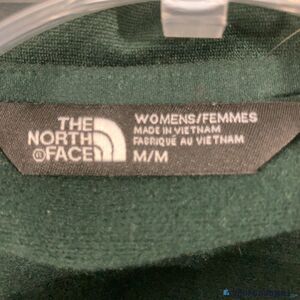 THE
NORTH
FACE
WOMENS/FEMMES
MADE IN VIETNAM
FABRIQUÉ AU VIETNAM
M/M